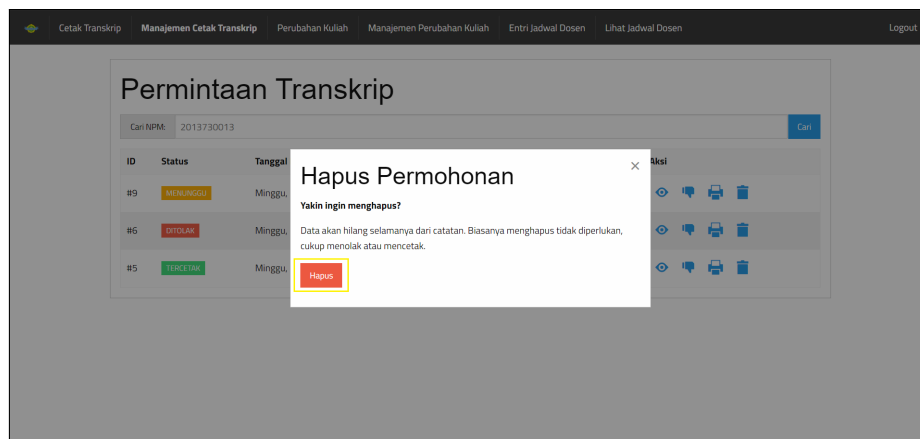 Cetak Transkrip Manajemen Cetak Transkrip Perubahan Kuliah Manajemen Perubahan Kuliah Entri Jadwal Dosen Lihat Jadwal Dosen Logout
Permintaan Transkrip
Cari NPM: 2013730013 Cari
ID Status Tanggal Aksi
#9 MENUNGGU Minggu,
#6 DITOLAK Minggu,
#5 TERCETAK Minggu,
Hapus Permohonan ×
Yakin ingin menghapus?
Data akan hilang selamanya dari catatan. Biasanya menghapus tidak diperlukan,
cukup menolak atau mencetak.
Hapus